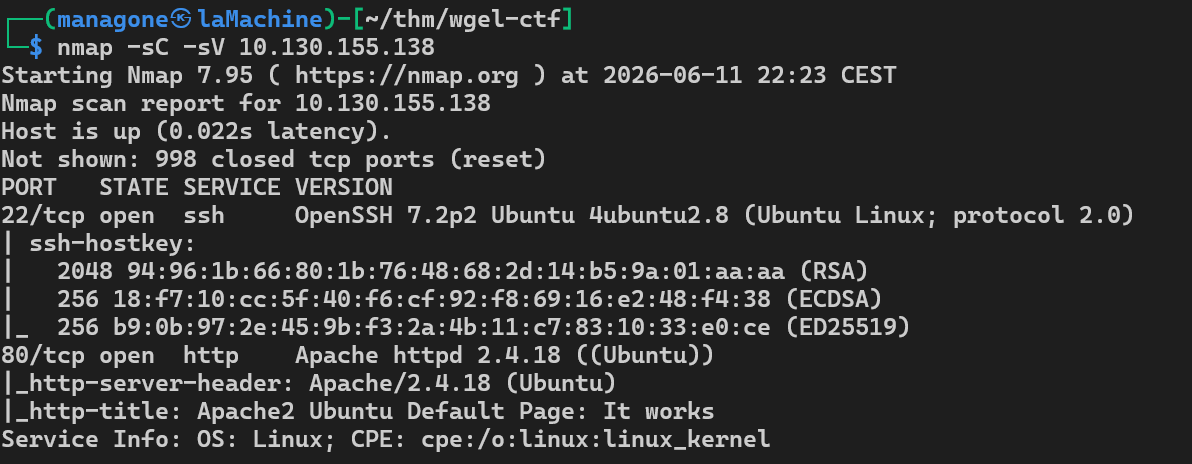 ┌──(managone㉿laMachine)-[~/thm/wgel-ctf]
└─$ nmap -sC -sV 10.130.155.138
Starting Nmap 7.95 ( https://nmap.org ) at 2026-06-11 22:23 CEST
Nmap scan report for 10.130.155.138
Host is up (0.022s latency).
Not shown: 998 closed tcp ports (reset)
PORT   STATE SERVICE VERSION
22/tcp open  ssh     OpenSSH 7.2p2 Ubuntu 4ubuntu2.8 (Ubuntu Linux; protocol 2.0)
| ssh-hostkey:
|   2048 94:96:1b:66:80:1b:76:48:68:2d:14:b5:9a:01:aa:aa (RSA)
|   256 18:f7:10:cc:5f:40:f6:cf:92:f8:69:16:e2:48:f4:38 (ECDSA)
|_  256 b9:0b:97:2e:45:9b:f3:2a:4b:11:c7:83:10:33:e0:ce (ED25519)
80/tcp open  http    Apache httpd 2.4.18 ((Ubuntu))
|_http-server-header: Apache/2.4.18 (Ubuntu)
|_http-title: Apache2 Ubuntu Default Page: It works
Service Info: OS: Linux; CPE: cpe:/o:linux:linux_kernel